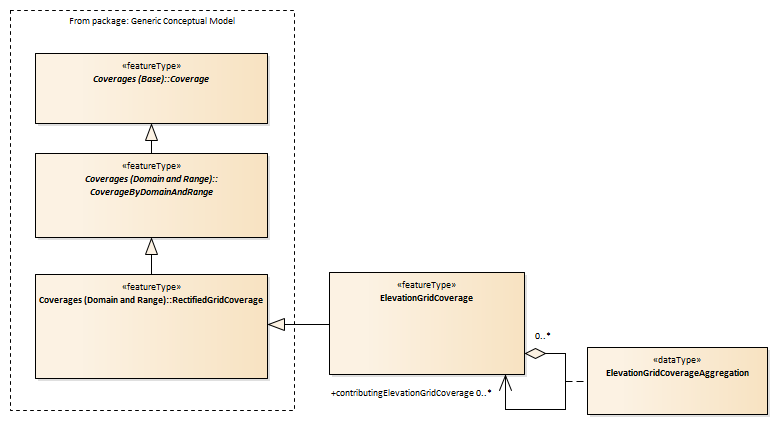 From package: Generic Conceptual Model
«featureType»
Coverages (Base)::Coverage
«featureType»
Coverages (Domain and Range)::
CoverageByDomainAndRange
«featureType»
Coverages (Domain and Range)::RectifiedGridCoverage
«featureType»
ElevationGridCoverage
0..*
+contributingElevationGridCoverage 0..*
«dataType»
ElevationGridCoverageAggregation